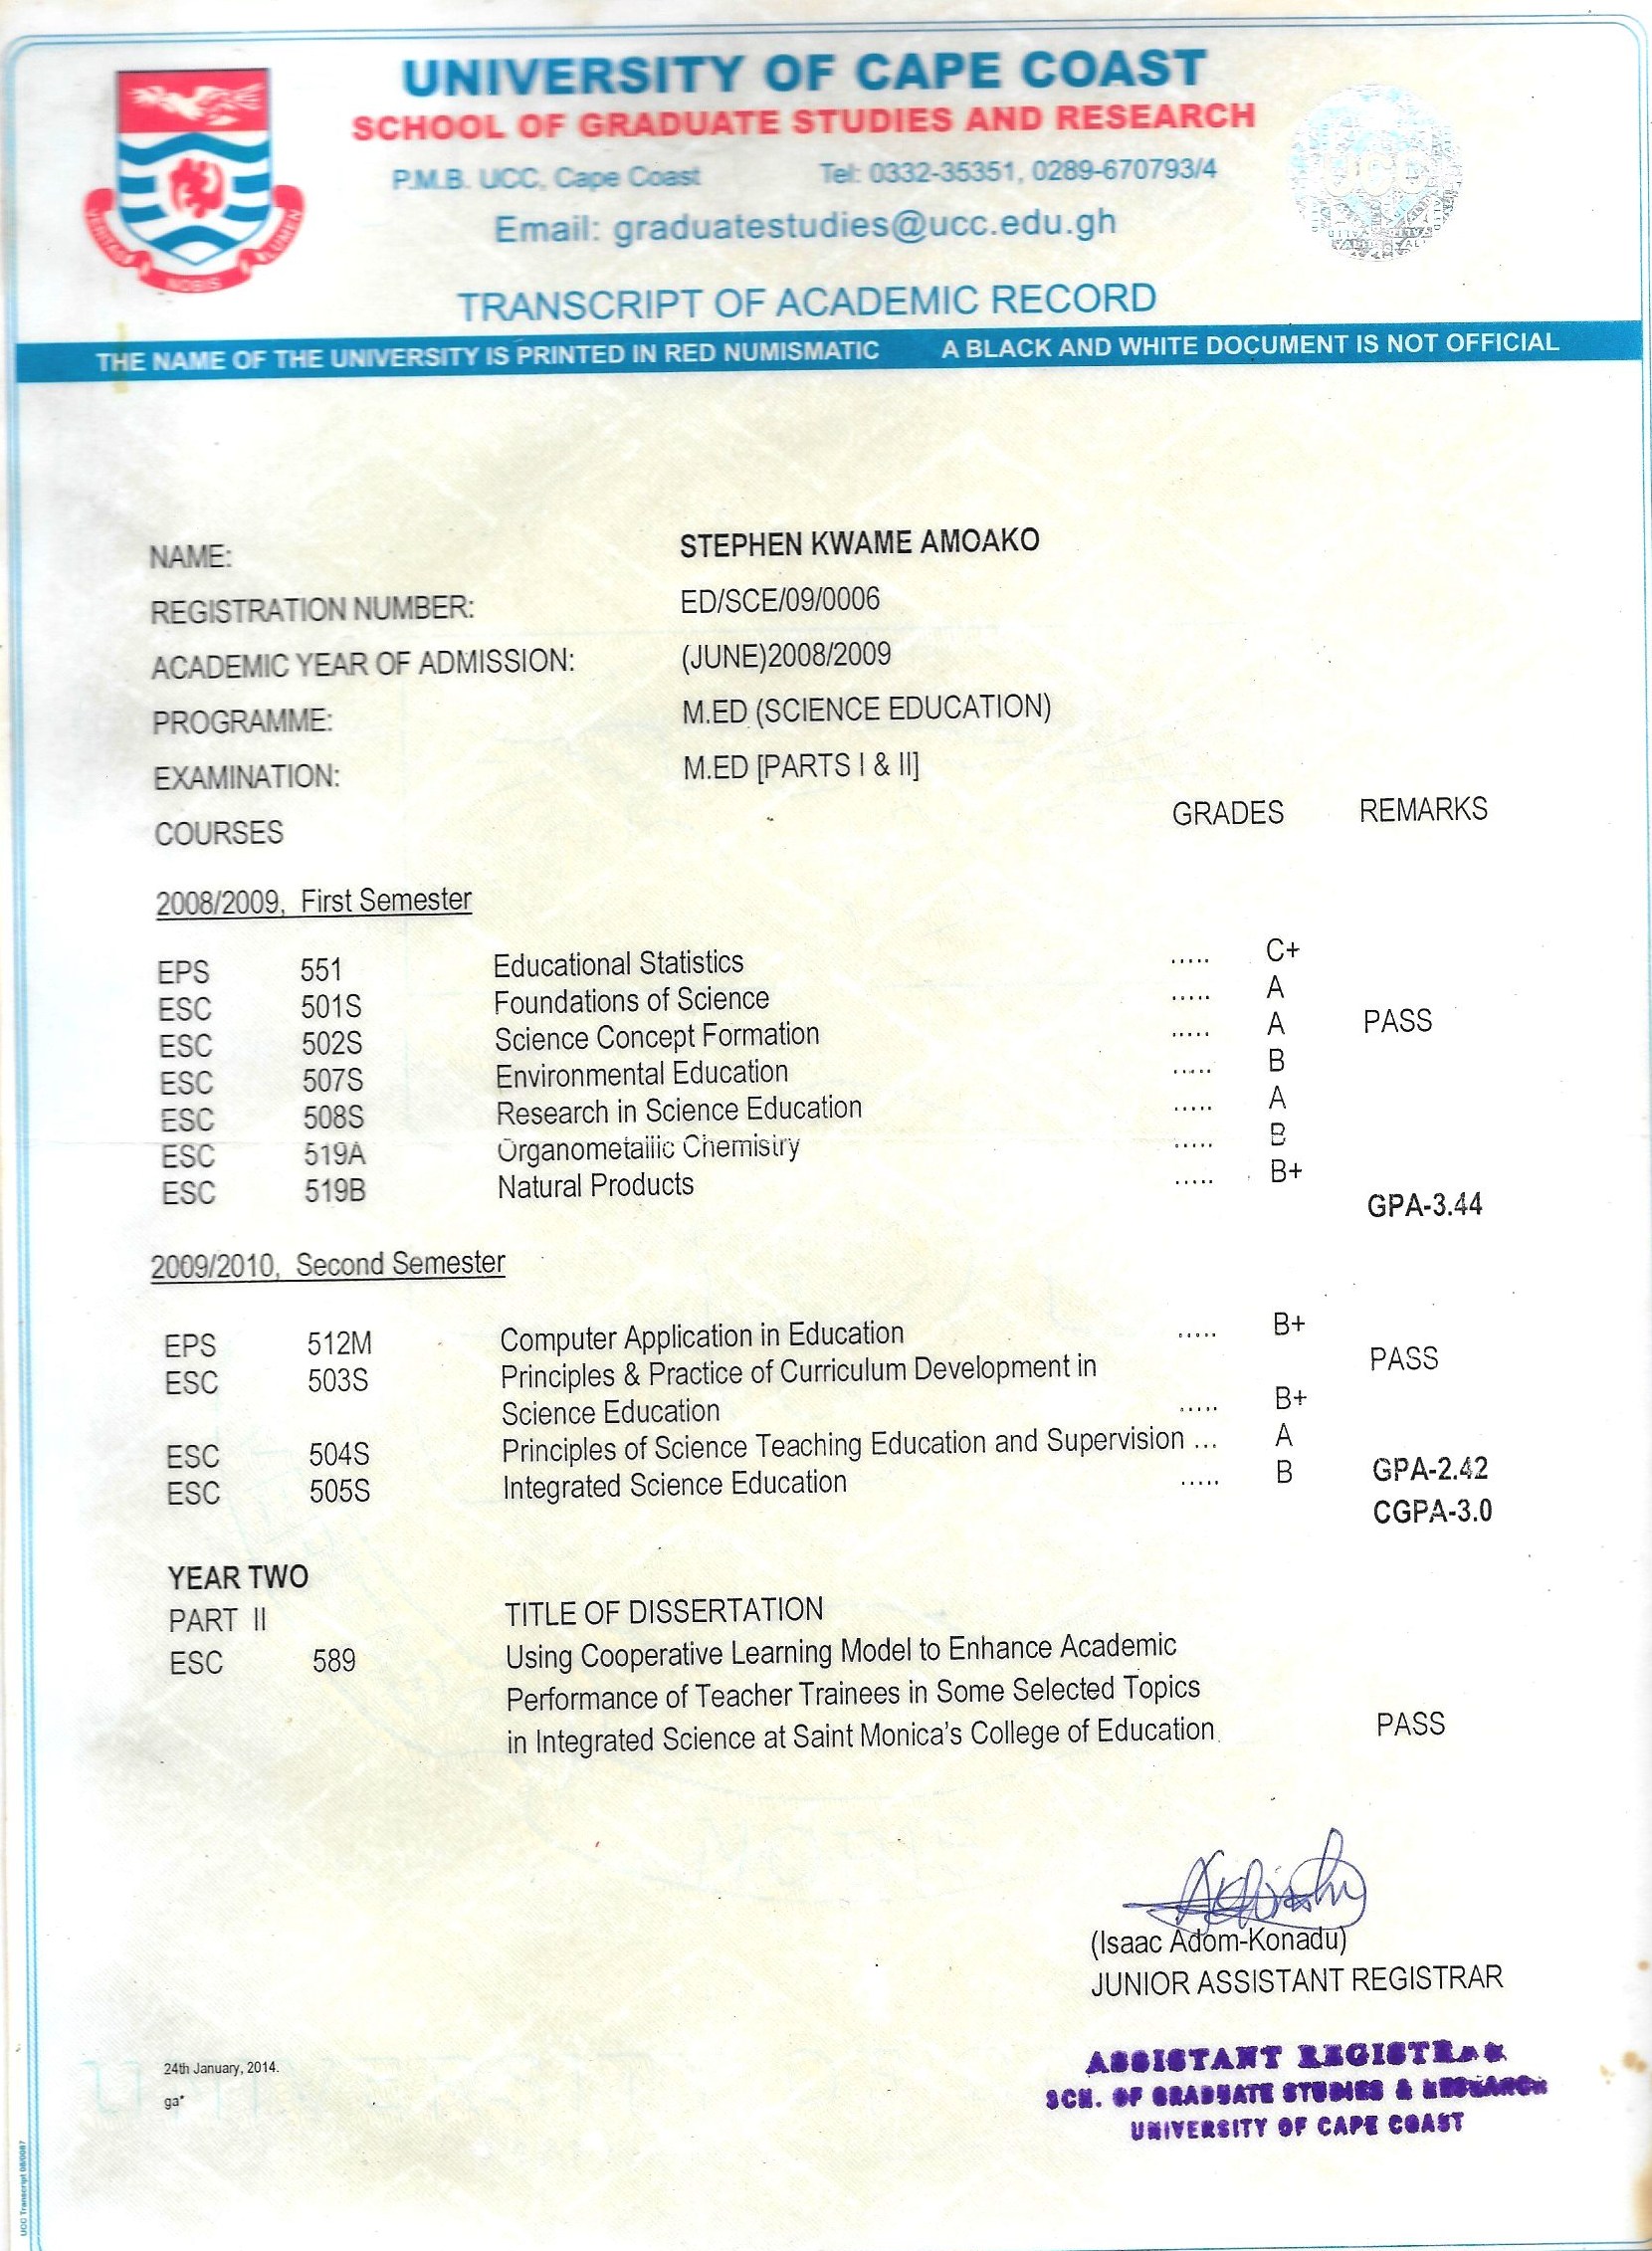 UNIVERSITY OF CAPE COAST
SCHOOL OF GRADUATE STUDIES AND RESEARCH
P.M.B. UCC, Cape Coast Tel: 0332-35351, 0289-670793/4
Email: graduatestudies@ucc.edu.gh
VERITAS NOBIS LUMEN
UCC
TRANSCRIPT OF ACADEMIC RECORD
THE NAME OF THE UNIVERSITY IS PRINTED IN RED NUMISMATIC A BLACK AND WHITE DOCUMENT IS NOT OFFICIAL
NAME: STEPHEN KWAME AMOAKO
REGISTRATION NUMBER: ED/SCE/09/0006
ACADEMIC YEAR OF ADMISSION: (JUNE)2008/2009
PROGRAMME: M.ED (SCIENCE EDUCATION)
EXAMINATION: M.ED [PARTS I & II]
COURSES GRADES REMARKS
2008/2009, First Semester
EPS 551 Educational Statistics ..... C+
ESC 501S Foundations of Science ..... A
ESC 502S Science Concept Formation ..... A PASS
ESC 507S Environmental Education ..... B
ESC 508S Research in Science Education ..... A
ESC 519A Organometallic Chemistry ..... B
ESC 519B Natural Products ..... B+
GPA-3.44
2009/2010, Second Semester
EPS 512M Computer Application in Education ..... B+
ESC 503S Principles & Practice of Curriculum Development in PASS
Science Education ..... B+
ESC 504S Principles of Science Teaching Education and Supervision ... A
ESC 505S Integrated Science Education ..... B GPA-2.42
CGPA-3.0
YEAR TWO
PART II TITLE OF DISSERTATION
ESC 589 Using Cooperative Learning Model to Enhance Academic
Performance of Teacher Trainees in Some Selected Topics
in Integrated Science at Saint Monica's College of Education PASS
(Isaac Adom-Konadu)
JUNIOR ASSISTANT REGISTRAR
ASSISTANT REGISTRAR
SCH. OF GRADUATE STUDIES & RESEARCH
UNIVERSITY OF CAPE COAST
24th January, 2014.
ga*
UCC Transcript 08/0087